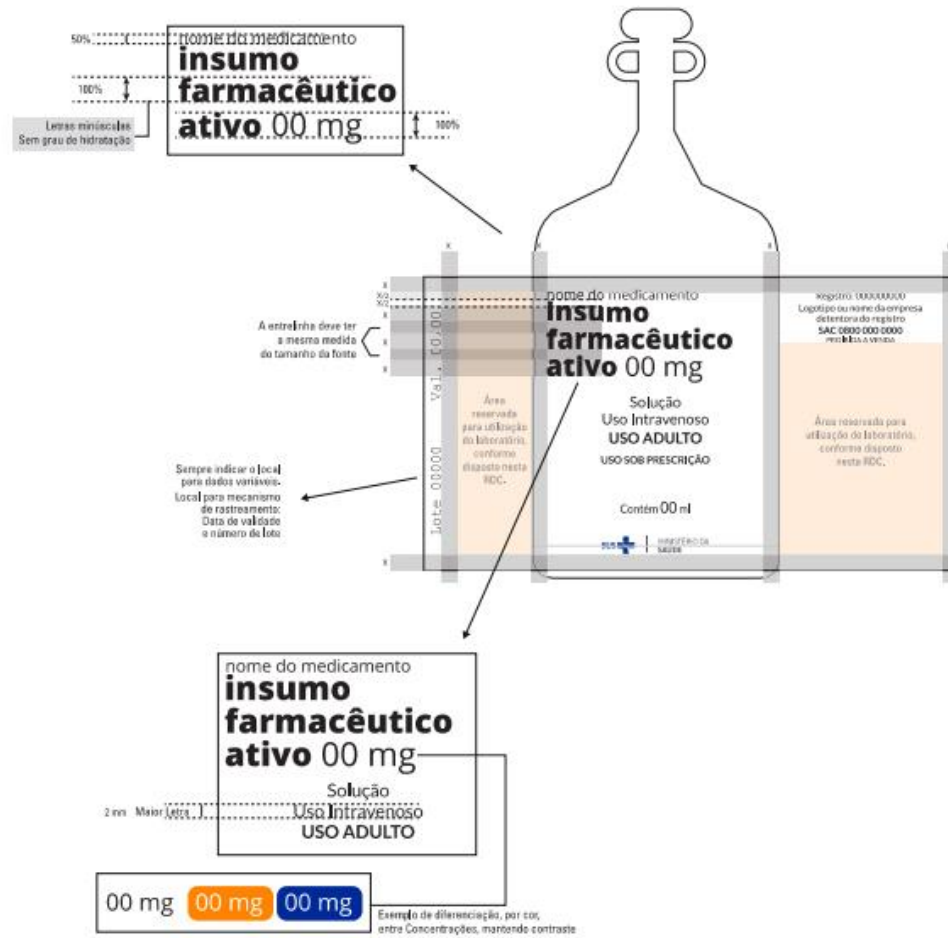 50%
nome do medicamento
insumo
farmacêutico
ativo 00 mg
100%
100%
Letras minúsculas
Sem grau de hidratação
x
x
x
x
x
X/2
X/2
x
x
x
x
A entrelinha deve ter
a mesma medida
do tamanho da fonte
Lote 00000 Val. 00/00
Área
reservada
para utilização
do laboratório,
conforme
disposto nesta
RDC.
nome do medicamento
insumo
farmacêutico
ativo 00 mg
Solução
Uso Intravenoso
USO ADULTO
USO SOB PRESCRIÇÃO
Contém 00 ml
SUS
MINISTÉRIO DA
SAÚDE
Registro: 000000000
Logotipo ou nome da empresa
detentora do registro
SAC 0800 000 0000
PROIBIDA A VENDA
Área reservada para
utilização do laboratório,
conforme disposto
nesta RDC.
Sempre indicar o local
para dados variáveis.
Local para mecanismo
de rastreamento:
Data de validade
e número de lote
nome do medicamento
insumo
farmacêutico
ativo 00 mg
Solução
2 mm Maior Letra
Uso Intravenoso
USO ADULTO
00 mg 00 mg 00 mg
Exemplo de diferenciação, por cor,
entre Concentrações, mantendo contraste